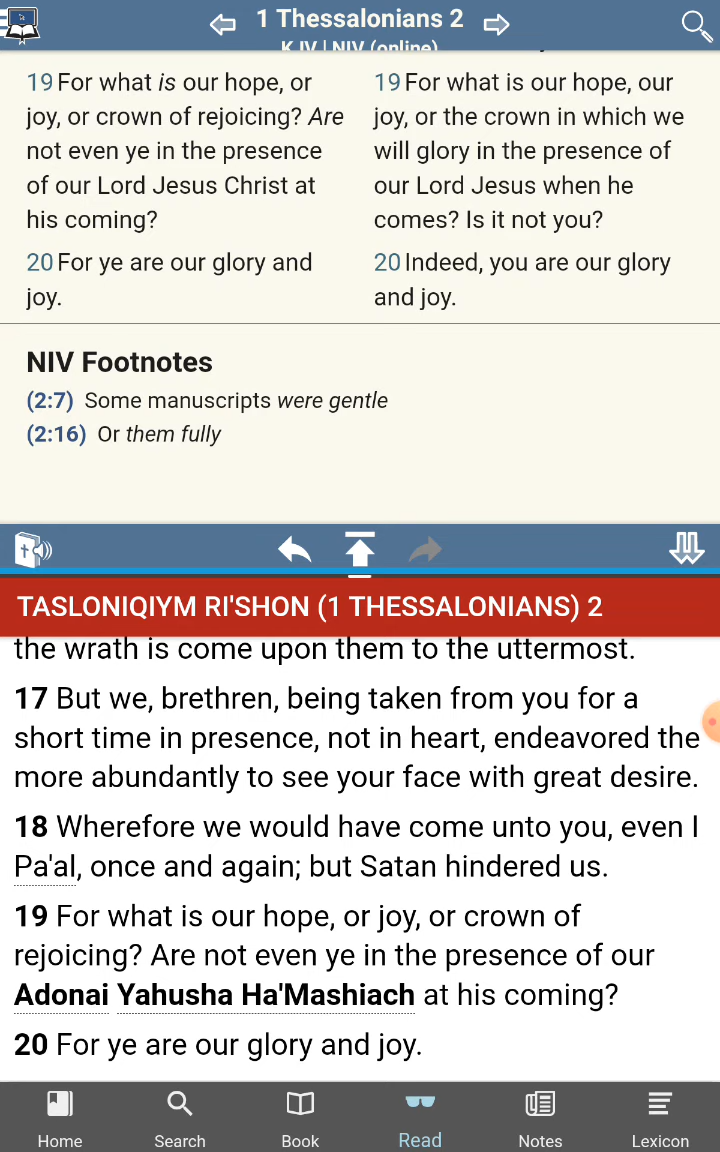 1 Thessalonians 2
KJV | NIV (online)
19 For what is our hope, or
joy, or crown of rejoicing? Are
not even ye in the presence
of our Lord Jesus Christ at
his coming?
20 For ye are our glory and
joy.
19 For what is our hope, our
joy, or the crown in which we
will glory in the presence of
our Lord Jesus when he
comes? Is it not you?
20 Indeed, you are our glory
and joy.
NIV Footnotes
(2:7) Some manuscripts were gentle
(2:16) Or them fully
TASLONIQIYM RI'SHON (1 THESSALONIANS) 2
the wrath is come upon them to the uttermost.
17 But we, brethren, being taken from you for a
short time in presence, not in heart, endeavored the
more abundantly to see your face with great desire.
18 Wherefore we would have come unto you, even I
Pa'al, once and again; but Satan hindered us.
19 For what is our hope, or joy, or crown of
rejoicing? Are not even ye in the presence of our
Adonai Yahusha Ha'Mashiach at his coming?
20 For ye are our glory and joy.
Home Search Book Read Notes Lexicon